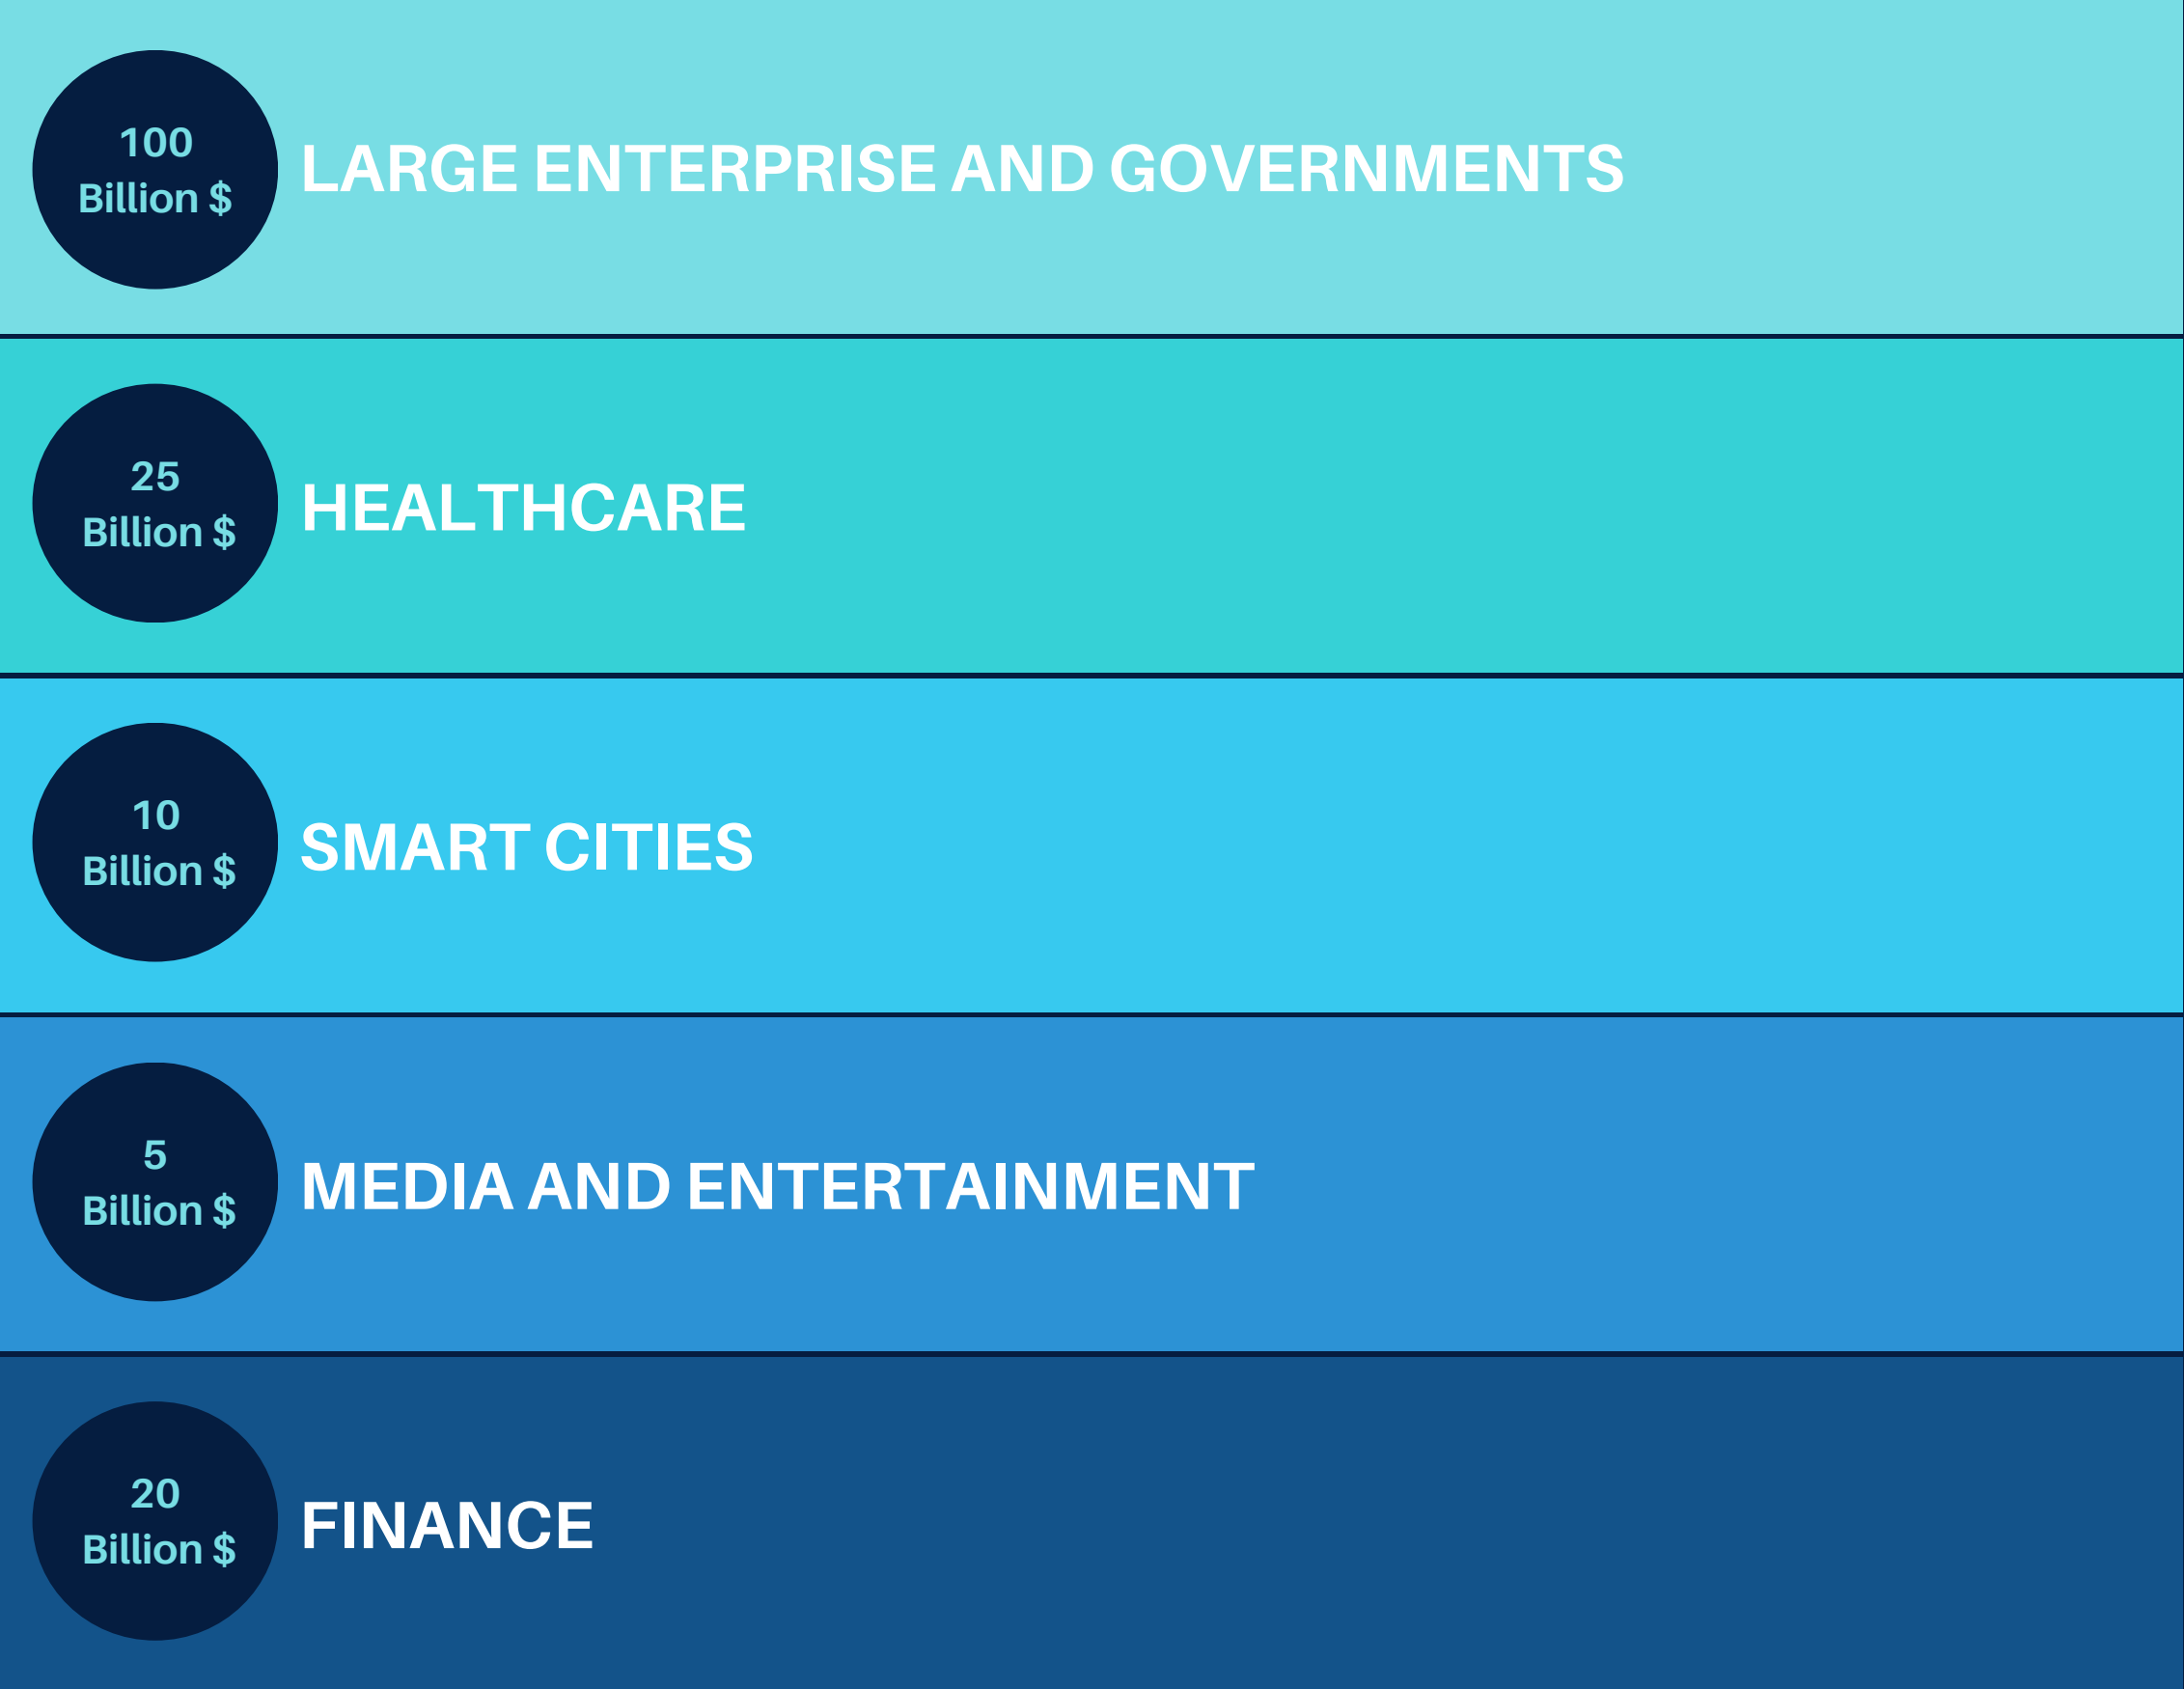 100
Billion $
LARGE ENTERPRISE AND GOVERNMENTS
25
Billion $
HEALTHCARE
10
Billion $
SMART CITIES
5
Billion $
MEDIA AND ENTERTAINMENT
20
Billion $
FINANCE